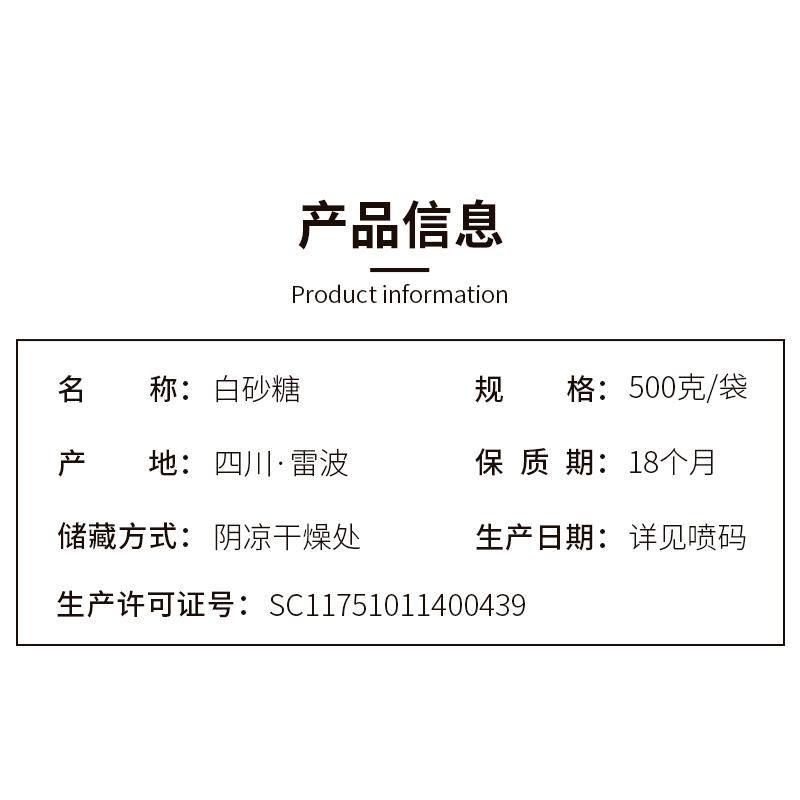 产品信息
Product information
名称：白砂糖 规格：500克/袋
产地：四川·雷波 保质期：18个月
储藏方式：阴凉干燥处 生产日期：详见喷码
生产许可证号：SC11751011400439